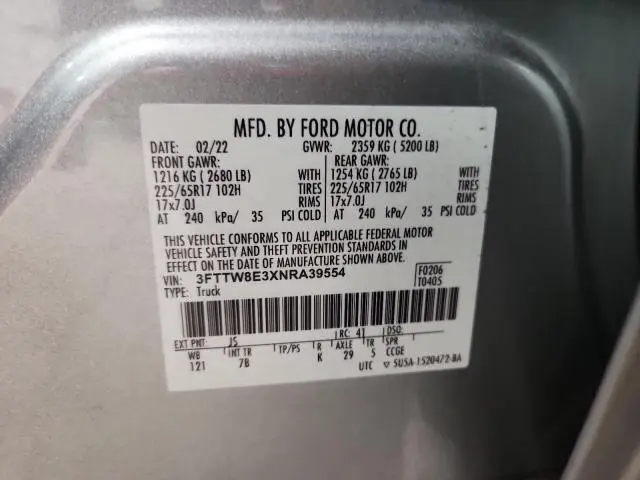 MFD. BY FORD MOTOR CO.
DATE: 02/22 GVWR: 2359 KG ( 5200 LB)
FRONT GAWR: REAR GAWR:
1216 KG ( 2680 LB) WITH 1254 KG ( 2765 LB) WITH
225/65R17 102H TIRES 225/65R17 102H TIRES
17x7.0J RIMS 17x7.0J RIMS
AT 240 kPa/ 35 PSI COLD AT 240 kPa/ 35 PSI COLD
THIS VEHICLE CONFORMS TO ALL APPLICABLE FEDERAL MOTOR
VEHICLE SAFETY AND THEFT PREVENTION STANDARDS IN
EFFECT ON THE DATE OF MANUFACTURE SHOWN ABOVE.
VIN: 3FTTW8E3XNRA39554 F0206
TYPE: Truck T0405
EXT PNT: JS RC: 41 DSO:
WB INT TR TP/PS R AXLE TR SPR
121 7B K 29 5 CCGE
UTC ▽ 5U5A-1520472-BA